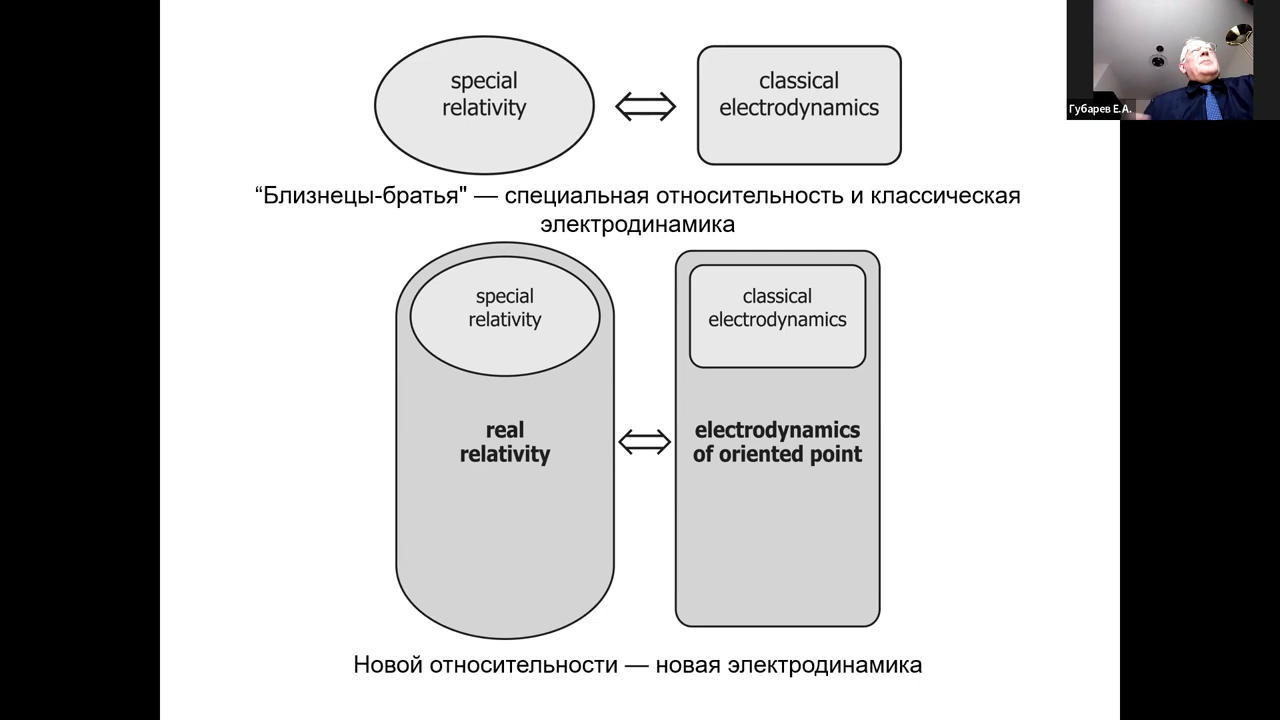 special
relativity
classical
electrodynamics
“Близнецы-братья" — специальная относительность и классическая
электродинамика
special
relativity
classical
electrodynamics
real
relativity
electrodynamics
of oriented point
Новой относительности — новая электродинамика
Губарев Е.А.